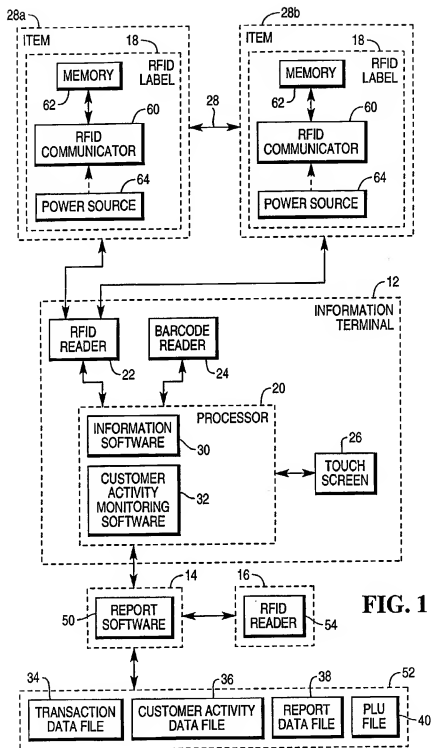 28a
28b
ITEM
18
RFID LABEL
MEMORY
62
60
RFID COMMUNICATOR
64
POWER SOURCE
28
ITEM
18
RFID LABEL
MEMORY
62
60
RFID COMMUNICATOR
64
POWER SOURCE
12
INFORMATION TERMINAL
RFID READER
22
BARCODE READER
24
20
PROCESSOR
INFORMATION SOFTWARE
30
CUSTOMER ACTIVITY MONITORING SOFTWARE
32
26
TOUCH SCREEN
14
50
REPORT SOFTWARE
16
RFID READER
54
FIG. 1
34
TRANSACTION DATA FILE
36
CUSTOMER ACTIVITY DATA FILE
38
REPORT DATA FILE
52
PLU FILE
40